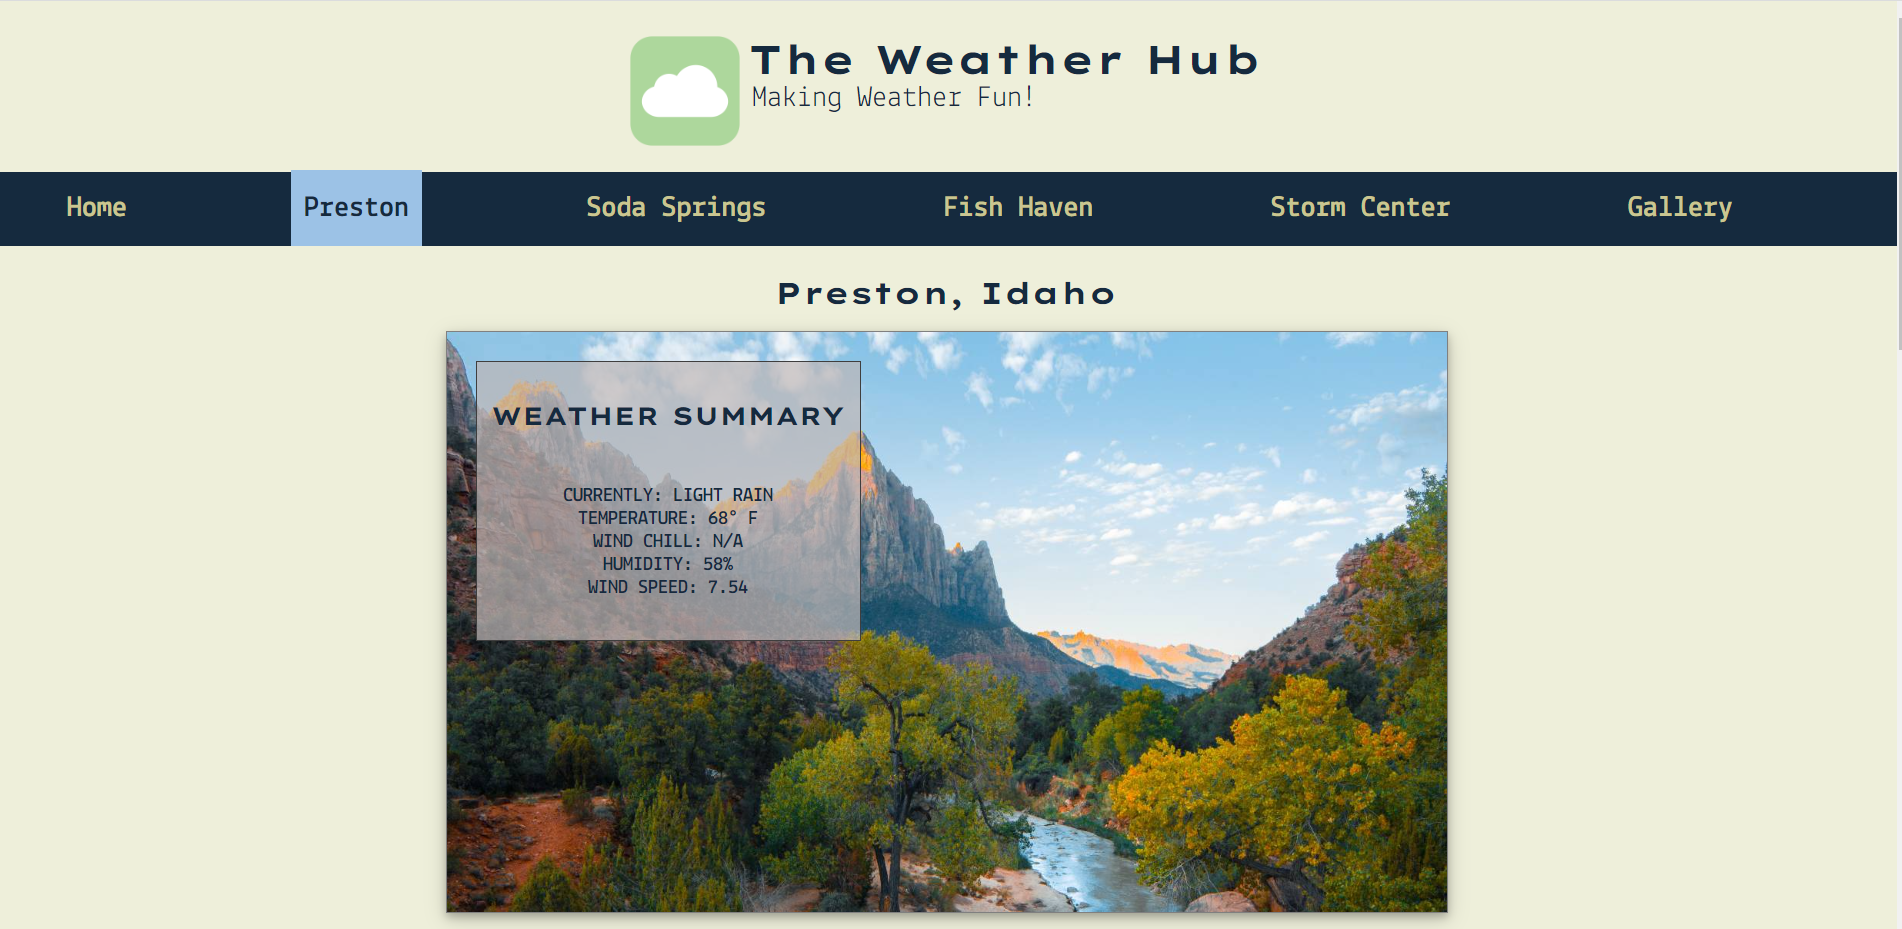 The Weather Hub
Making Weather Fun!
Home Preston Soda Springs Fish Haven Storm Center Gallery
Preston, Idaho
WEATHER SUMMARY
CURRENTLY: LIGHT RAIN
TEMPERATURE: 68° F
WIND CHILL: N/A
HUMIDITY: 58%
WIND SPEED: 7.54